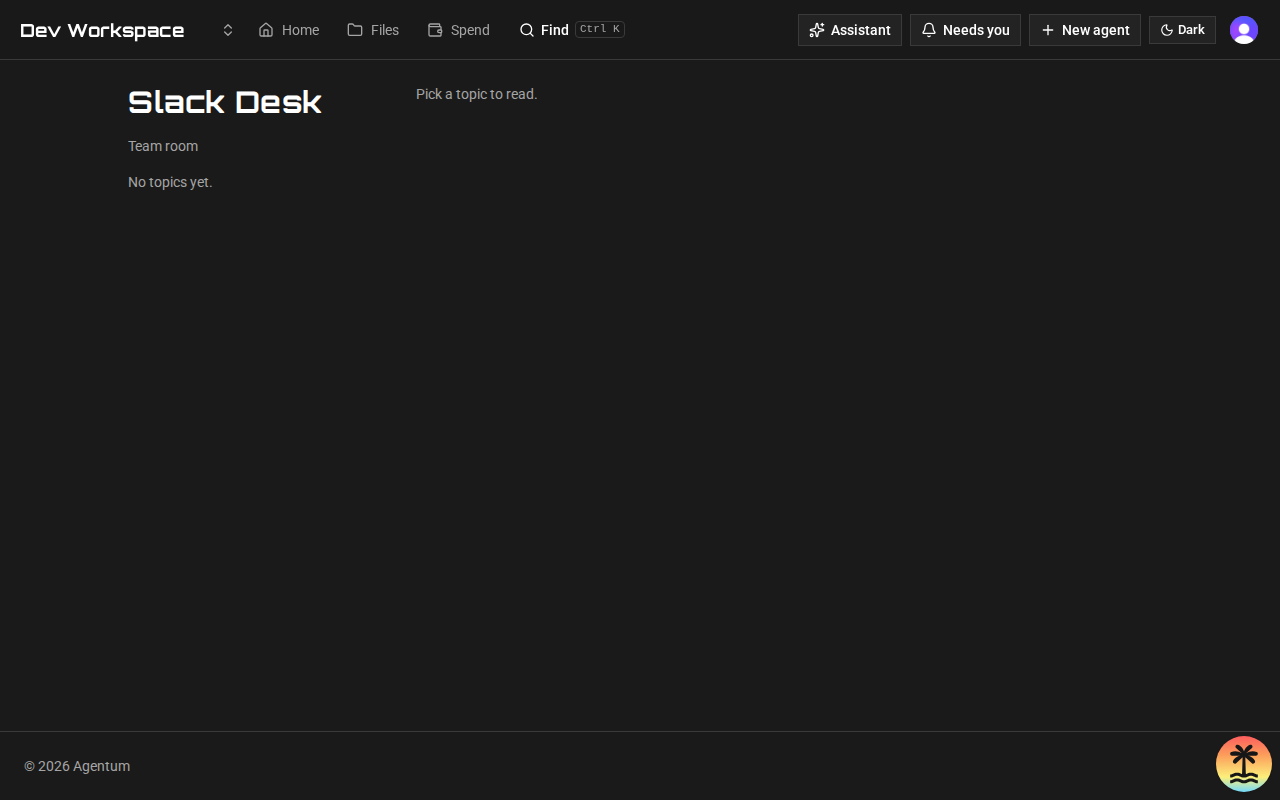 Dev Workspace
Home
Files
Spend
Find Ctrl K
Assistant
Needs you
New agent
Dark
Slack Desk
Team room
No topics yet.
Pick a topic to read.
© 2026 Agentum